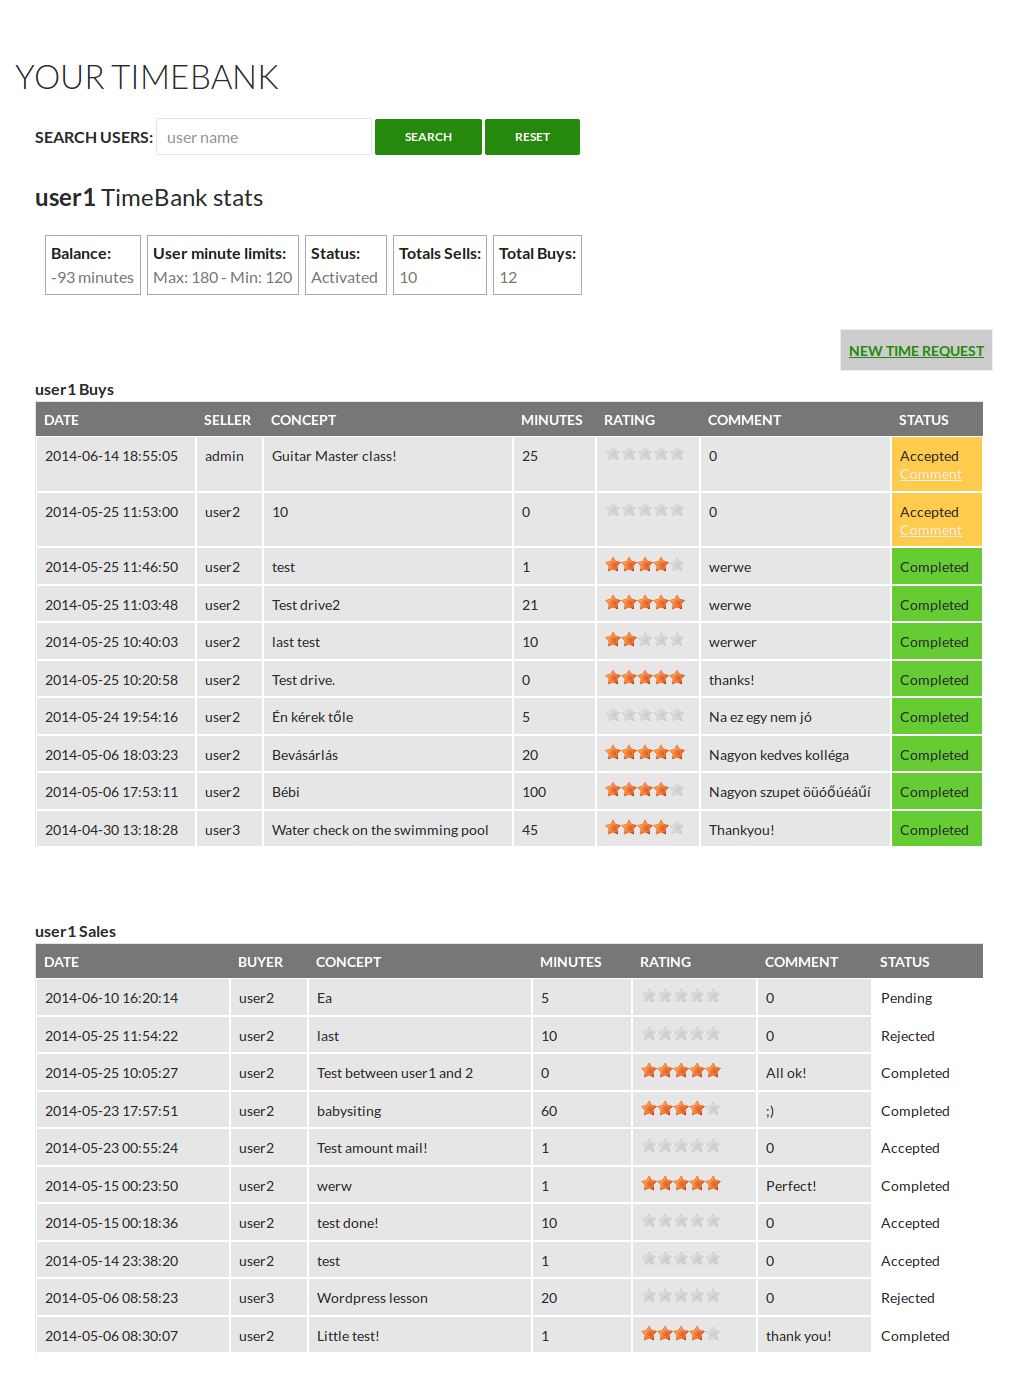 YOUR TIMEBANK
SEARCH USERS: user name SEARCH RESET
user1 TimeBank stats
Balance: User minute limits: Status: Totals Sells: Total Buys:
-93 minutes Max: 180 - Min: 120 Activated 10 12
NEW TIME REQUEST
user1 Buys
DATE SELLER CONCEPT MINUTES RATING COMMENT STATUS
2014-06-14 18:55:05 admin Guitar Master class! 25 0 Accepted
Comment
2014-05-25 11:53:00 user2 10 0 0 Accepted
Comment
2014-05-25 11:46:50 user2 test 1 werwe Completed
2014-05-25 11:03:48 user2 Test drive2 21 werwe Completed
2014-05-25 10:40:03 user2 last test 10 werwer Completed
2014-05-25 10:20:58 user2 Test drive. 0 thanks! Completed
2014-05-24 19:54:16 user2 Én kérek tőle 5 Na ez egy nem jó Completed
2014-05-06 18:03:23 user2 Bevásárlás 20 Nagyon kedves kolléga Completed
2014-05-06 17:53:11 user2 Bébi 100 Nagyon szupet öüóőúéáűí Completed
2014-04-30 13:18:28 user3 Water check on the swimming pool 45 Thankyou! Completed
user1 Sales
DATE BUYER CONCEPT MINUTES RATING COMMENT STATUS
2014-06-10 16:20:14 user2 Ea 5 0 Pending
2014-05-25 11:54:22 user2 last 10 0 Rejected
2014-05-25 10:05:27 user2 Test between user1 and 2 0 All ok! Completed
2014-05-23 17:57:51 user2 babysiting 60 ;) Completed
2014-05-23 00:55:24 user2 Test amount mail! 1 0 Accepted
2014-05-15 00:23:50 user2 werw 1 Perfect! Completed
2014-05-15 00:18:36 user2 test done! 10 0 Accepted
2014-05-14 23:38:20 user2 test 1 0 Accepted
2014-05-06 08:58:23 user3 Wordpress lesson 20 0 Rejected
2014-05-06 08:30:07 user2 Little test! 1 thank you! Completed